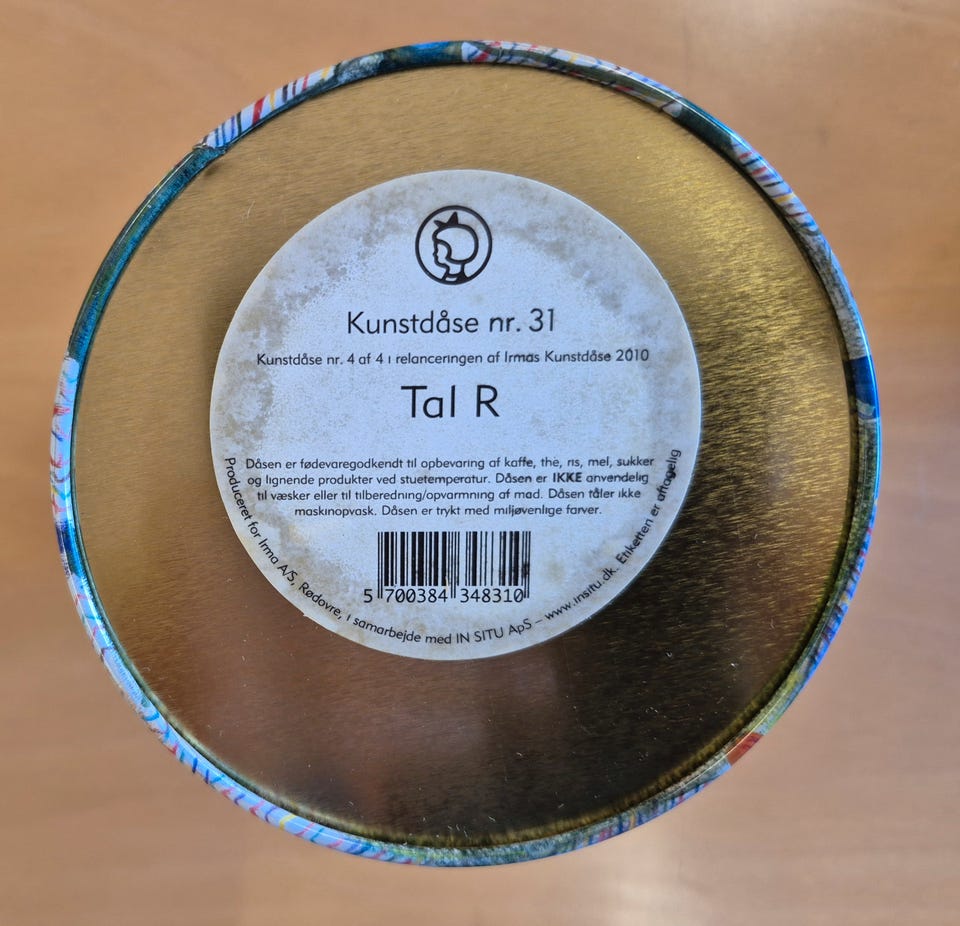 Kunstdåse nr. 31
Kunstdåse nr. 4 af 4 i relanceringen af Irmas Kunstdåse 2010
Tal R
Dåsen er fødevaregodkendt til opbevaring af kaffe, the, ris, mel, sukker
og lignende produkter ved stuetemperatur. Dåsen er IKKE anvendelig
til væsker eller til tilberedning/opvarmning af mad. Dåsen tåler ikke
maskinopvask. Dåsen er trykt med miljøvenlige farver.
5 700384 348310
Produceret for Irma A/S, Rødovre, i samarbejde med IN SITU ApS – www.insitu.dk. Etiketten er aftagelig